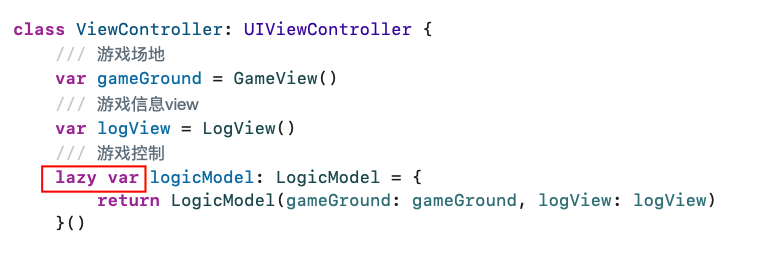 class ViewController: UIViewController {
/// 游戏场地
var gameGround = GameView()
/// 游戏信息view
var logView = LogView()
/// 游戏控制
lazy var logicModel: LogicModel = {
return LogicModel(gameGround: gameGround, logView: logView)
}()